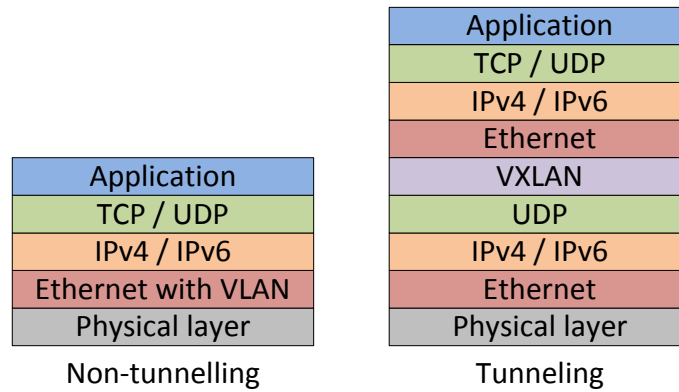 Application
TCP / UDP
IPv4 / IPv6
Ethernet with VLAN
Physical layer
Non-tunnelling
Application
TCP / UDP
IPv4 / IPv6
Ethernet
VXLAN
UDP
IPv4 / IPv6
Ethernet
Physical layer
Tunneling